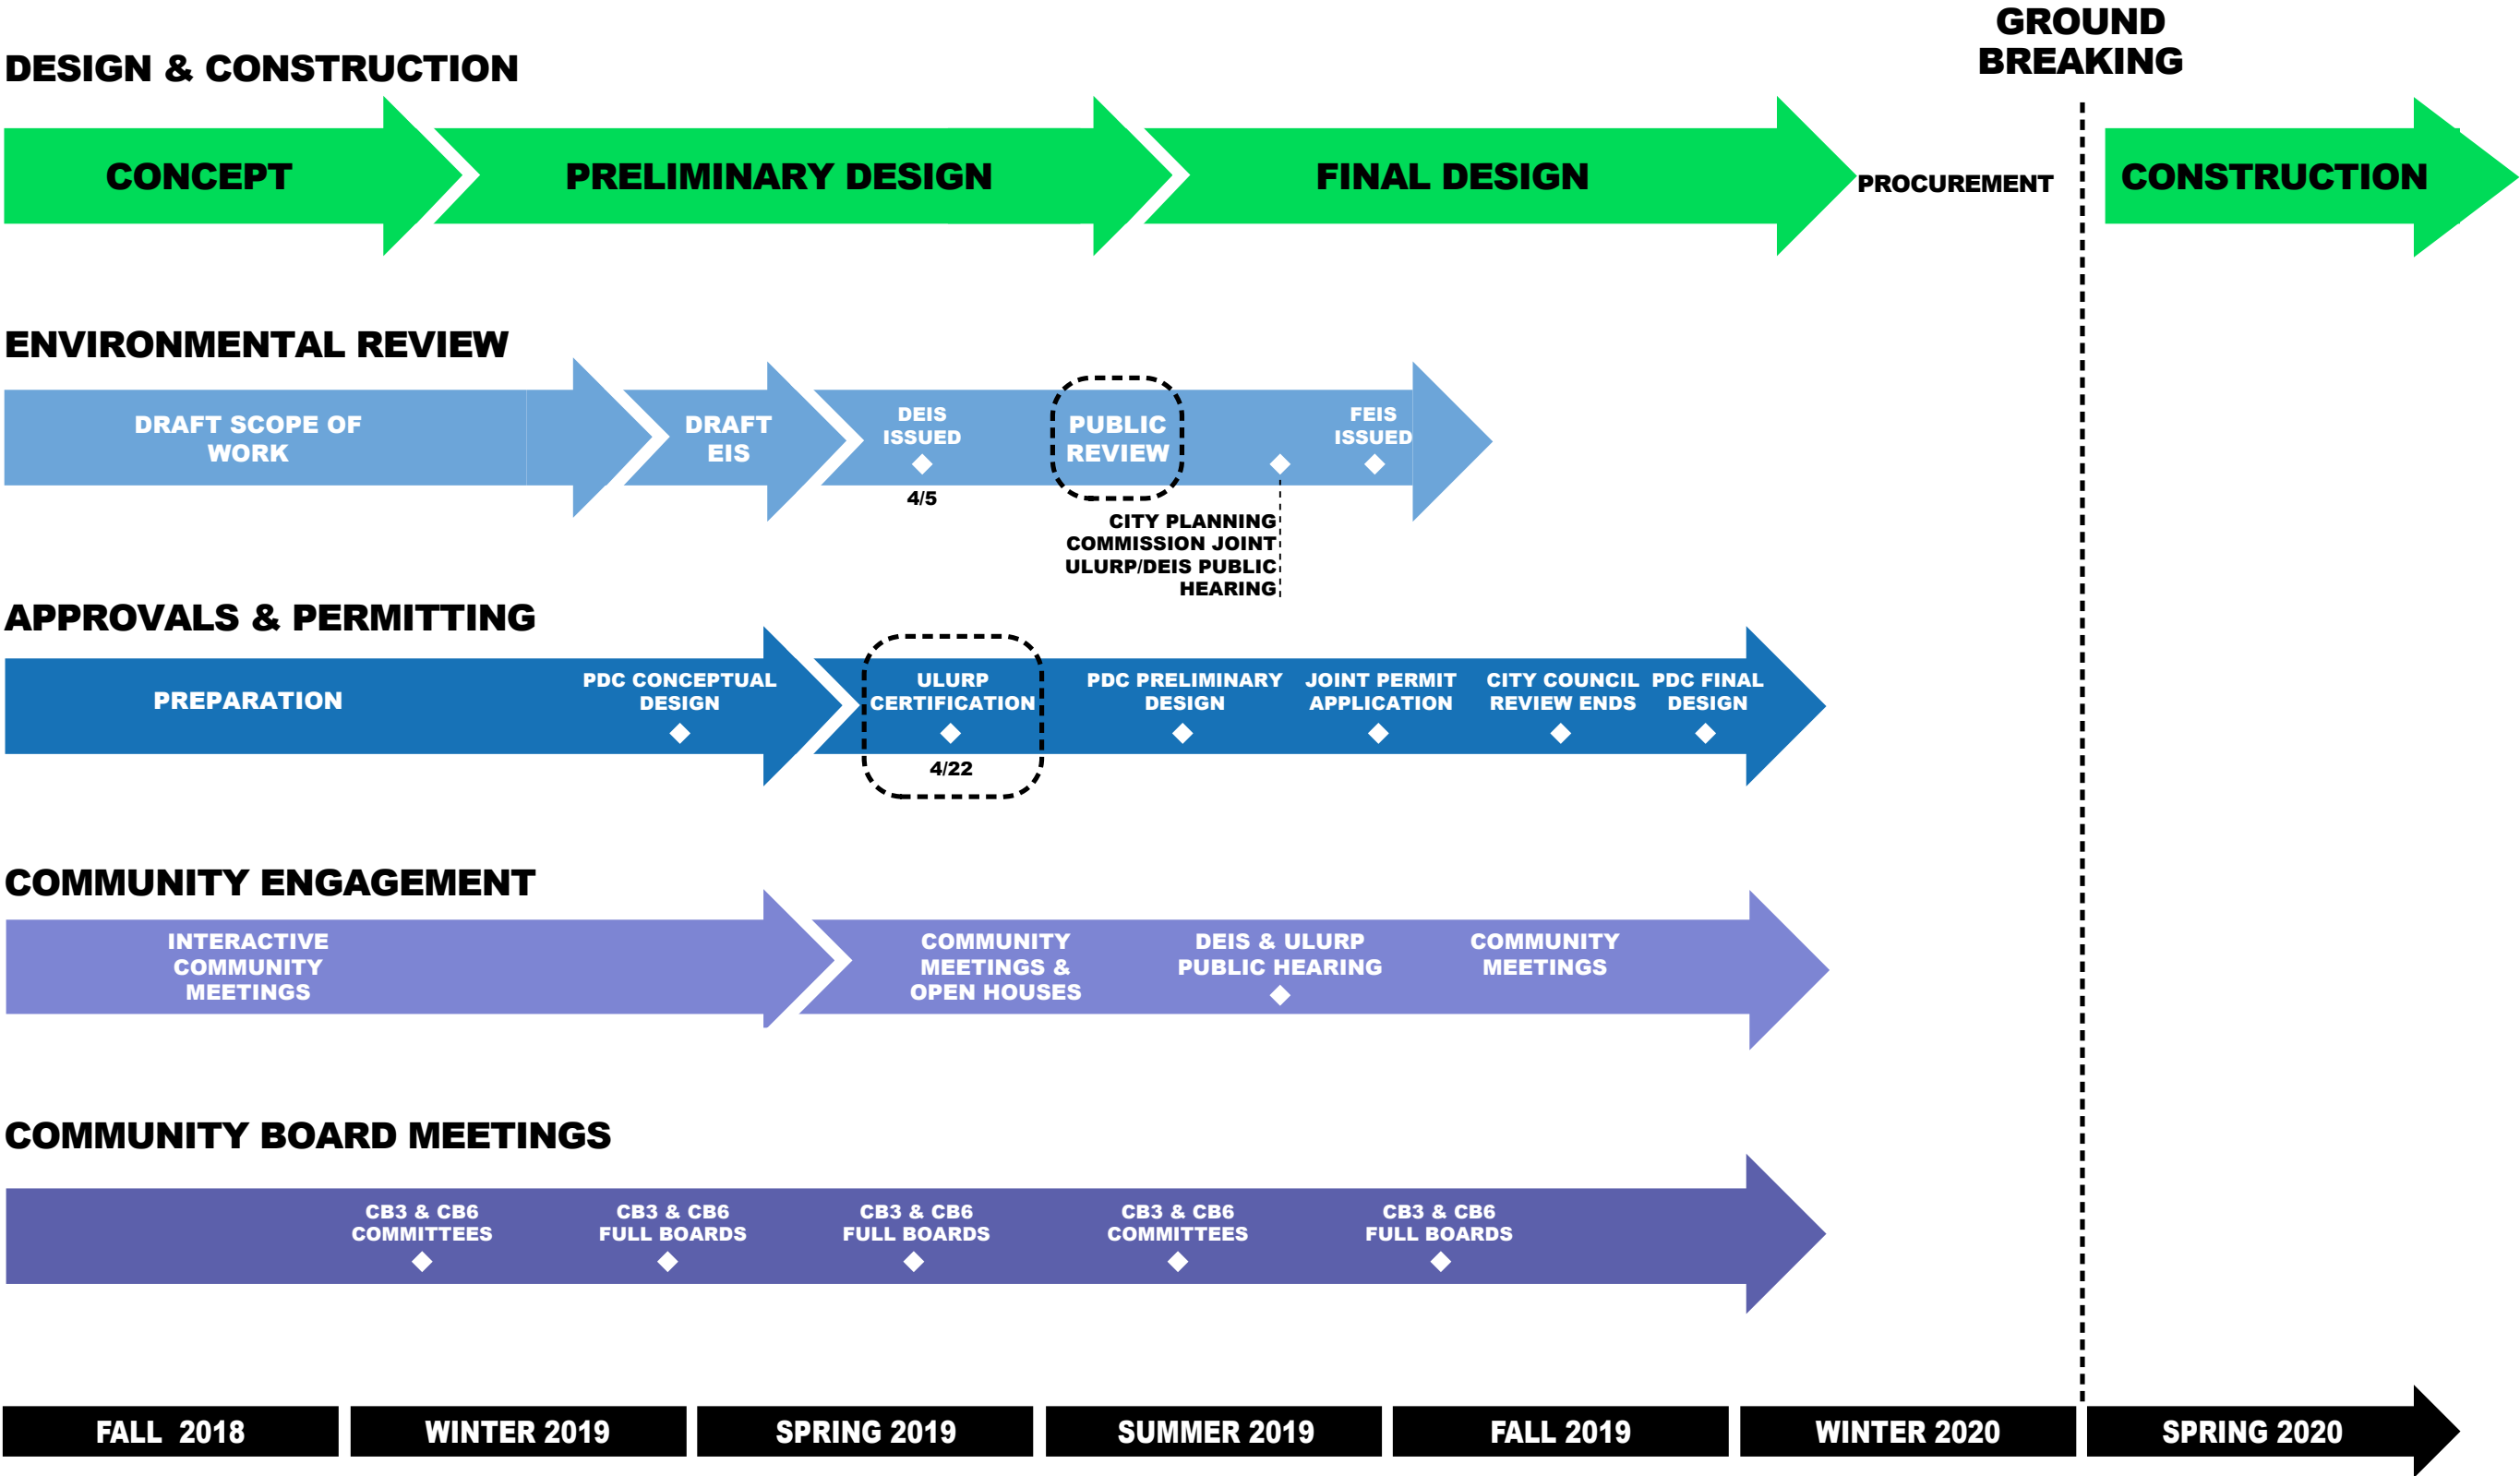 GROUND
BREAKING
DESIGN & CONSTRUCTION
CONCEPT
PRELIMINARY DESIGN
FINAL DESIGN
PROCUREMENT
CONSTRUCTION
ENVIRONMENTAL REVIEW
DRAFT SCOPE OF
WORK
DRAFT
EIS
DEIS
ISSUED
4/5
PUBLIC
REVIEW
CITY PLANNING
COMMISSION JOINT
ULURP/DEIS PUBLIC
HEARING
FEIS
ISSUED
APPROVALS & PERMITTING
PREPARATION
PDC CONCEPTUAL
DESIGN
ULURP
CERTIFICATION
4/22
PDC PRELIMINARY
DESIGN
JOINT PERMIT
APPLICATION
CITY COUNCIL
REVIEW ENDS
PDC FINAL
DESIGN
COMMUNITY ENGAGEMENT
INTERACTIVE
COMMUNITY
MEETINGS
COMMUNITY
MEETINGS &
OPEN HOUSES
DEIS & ULURP
PUBLIC HEARING
COMMUNITY
MEETINGS
COMMUNITY BOARD MEETINGS
CB3 & CB6
COMMITTEES
CB3 & CB6
FULL BOARDS
CB3 & CB6
FULL BOARDS
CB3 & CB6
COMMITTEES
CB3 & CB6
FULL BOARDS
FALL 2018
WINTER 2019
SPRING 2019
SUMMER 2019
FALL 2019
WINTER 2020
SPRING 2020